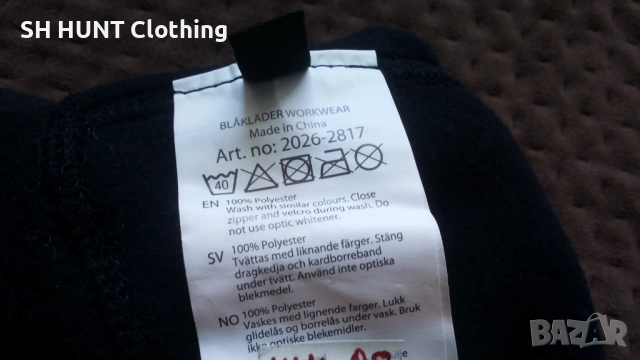 SH HUNT Clothing
BLÅKLÄDER WORKWEAR
Made in China
Art. no: 2026-2817
40
EN 100% Polyester
Wash with similar colours. Close
zipper and velcro during wash. Do
not use optic whitener.
SV 100% Polyester
Tvättas med liknande färger. Stäng
dragkedja och kardborreband
under tvätt. Använd inte optiska
blekmedel.
NO 100% Polyester
Vaskes med lignende farger. Lukk
glidelås og borrelås under vask. Bruk
ikke optiske blekemidler.
BAZAR